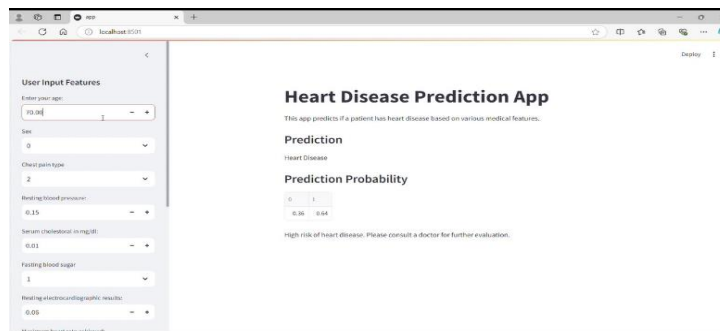 localhost:8501
Deploy
User Input Features
Enter your age:
70.00
Sex
0
Chest pain type
2
Resting blood pressure:
0.15
Serum cholestoral in mg/dl:
0.01
Fasting blood sugar
1
Resting electrocardiographic results:
0.05
Heart Disease Prediction App
This app predicts if a patient has heart disease based on various medical features.
Prediction
Heart Disease
Prediction Probability
0 1
0.36 0.64
High risk of heart disease. Please consult a doctor for further evaluation.